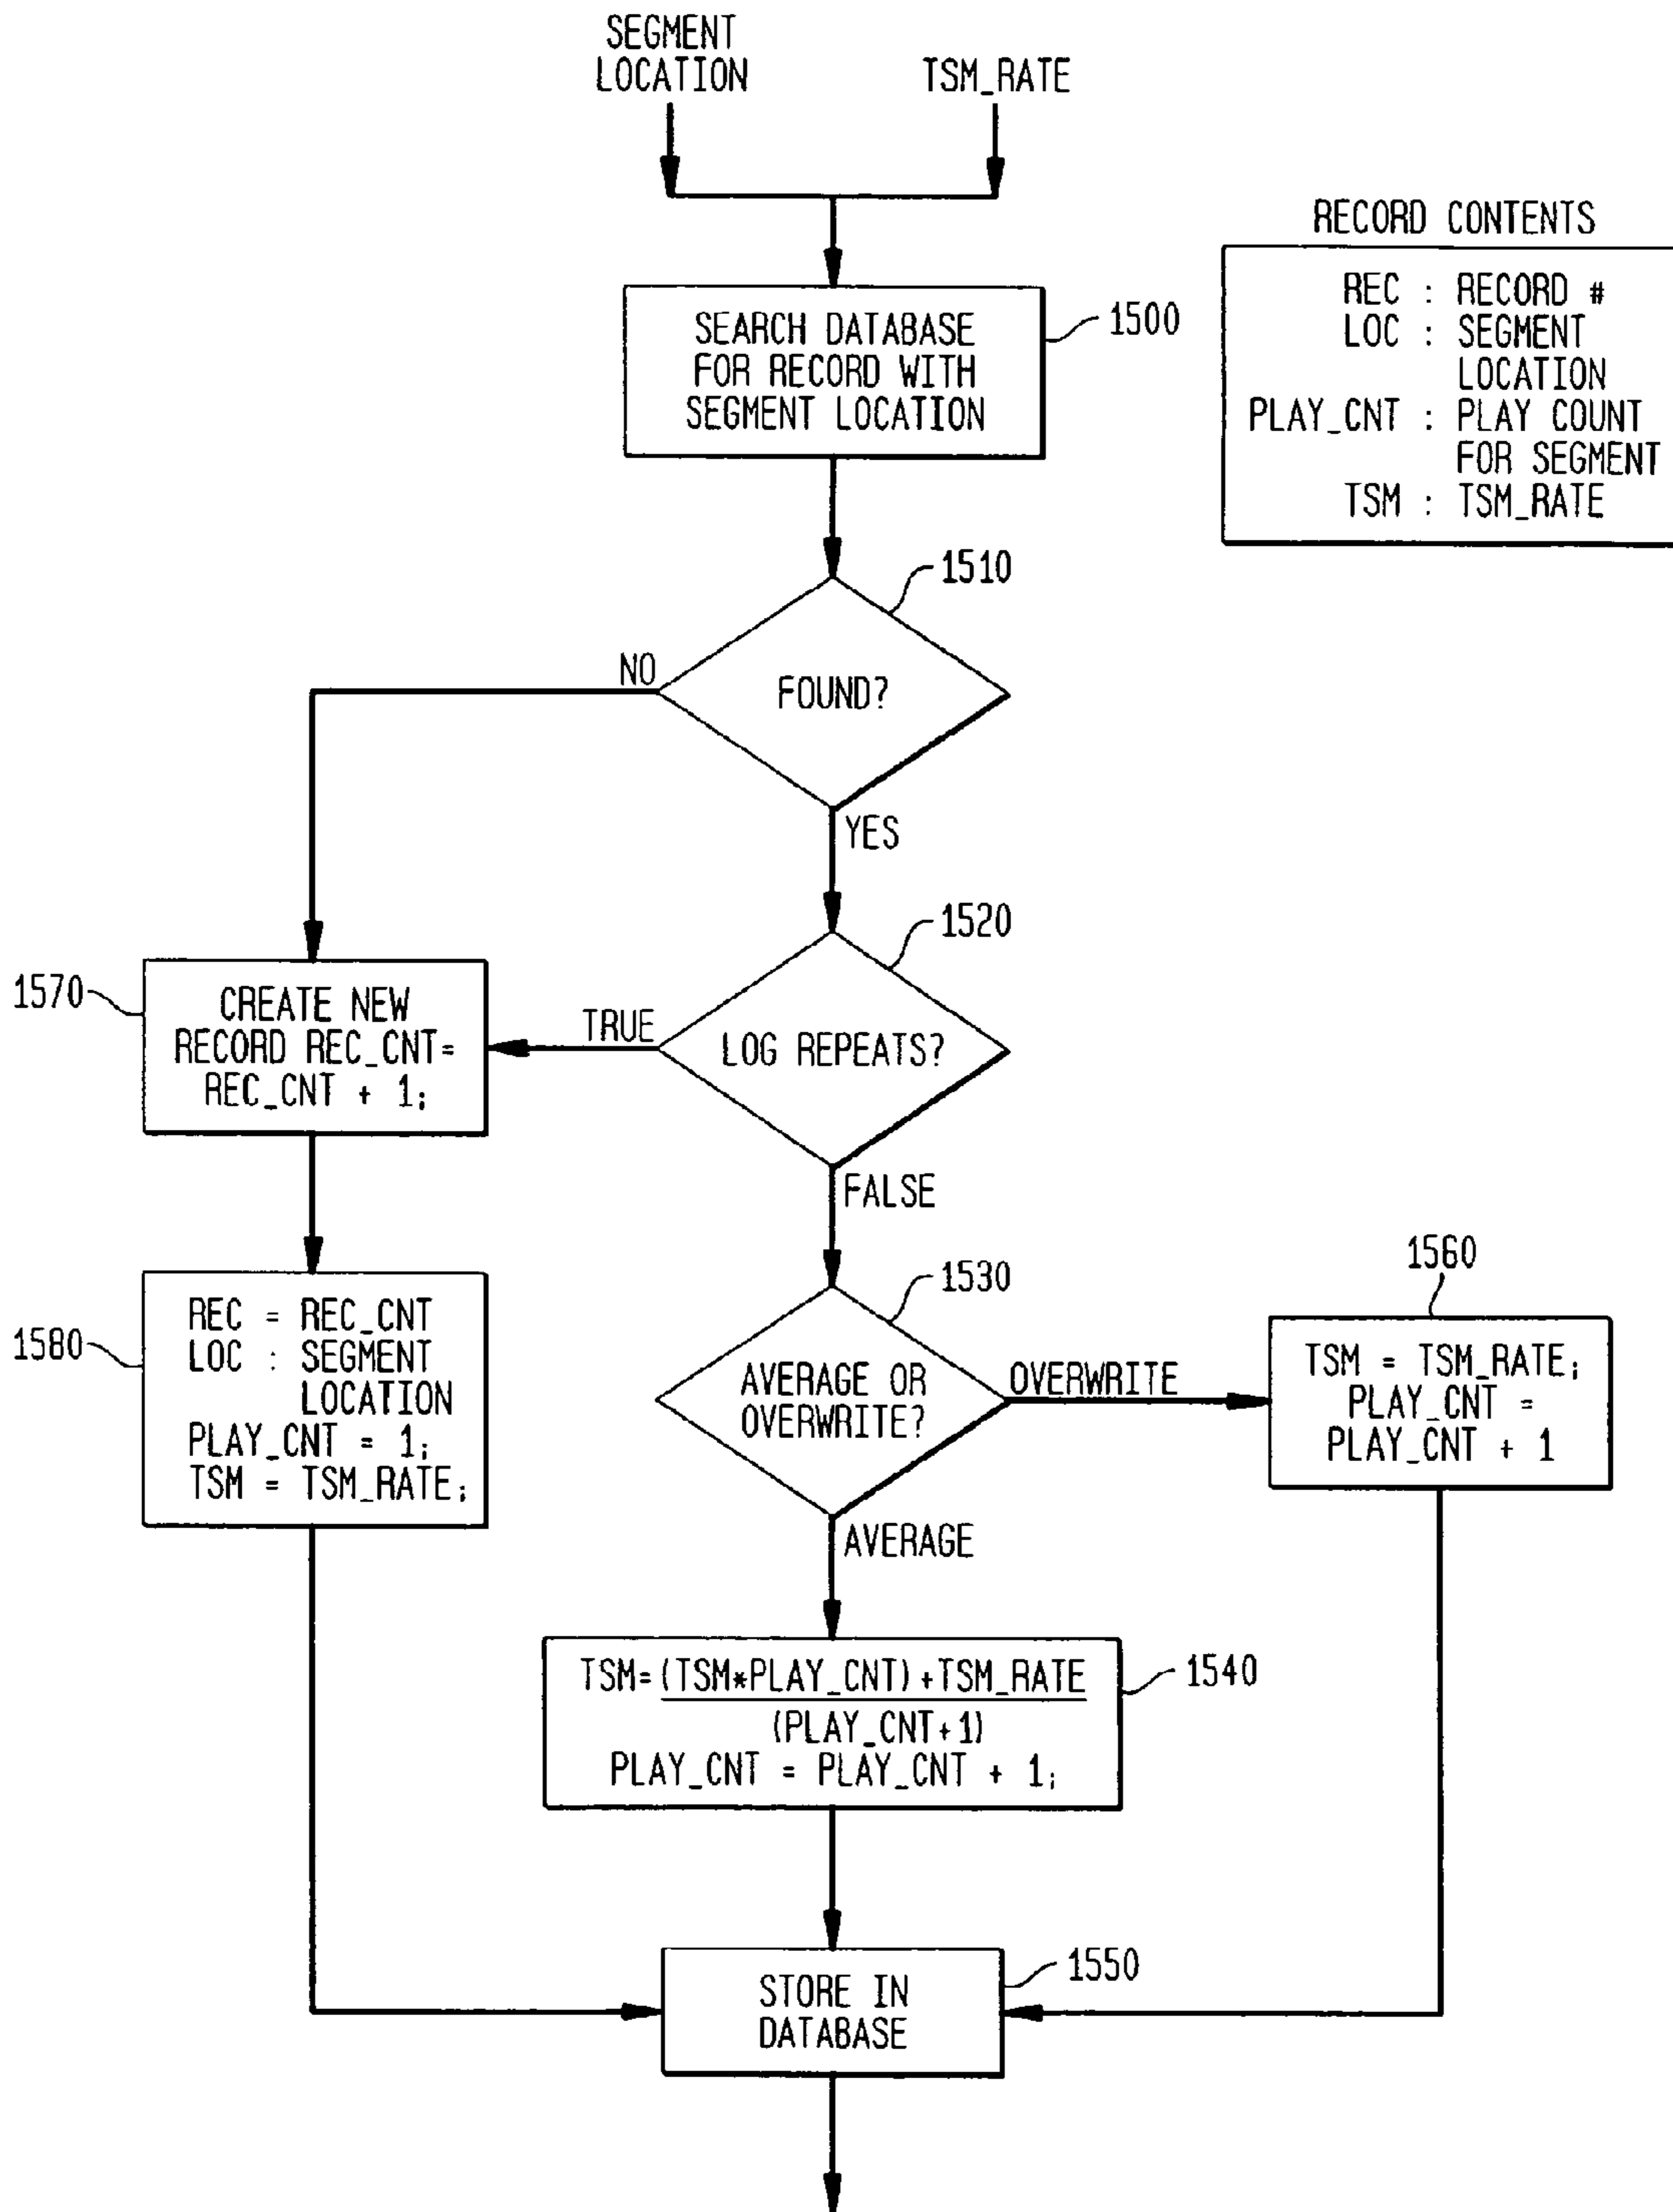 SEGMENT
LOCATION
TSM_RATE
RECORD CONTENTS
REC : RECORD #
LOC : SEGMENT
LOCATION
PLAY_CNT : PLAY COUNT
FOR SEGMENT
TSM : TSM_RATE
SEARCH DATABASE
FOR RECORD WITH
SEGMENT LOCATION
1500
1510
FOUND?
NO
YES
1520
LOG REPEATS?
TRUE
FALSE
1570
CREATE NEW
RECORD REC_CNT=
REC_CNT + 1;
1580
REC = REC_CNT
LOC : SEGMENT
LOCATION
PLAY_CNT = 1;
TSM = TSM_RATE;
1530
AVERAGE OR
OVERWRITE?
OVERWRITE
AVERAGE
1560
TSM = TSM_RATE;
PLAY_CNT =
PLAY_CNT + 1
TSM=(TSM*PLAY_CNT)+TSM_RATE
(PLAY_CNT+1)
PLAY_CNT = PLAY_CNT + 1;
1540
STORE IN
DATABASE
1550